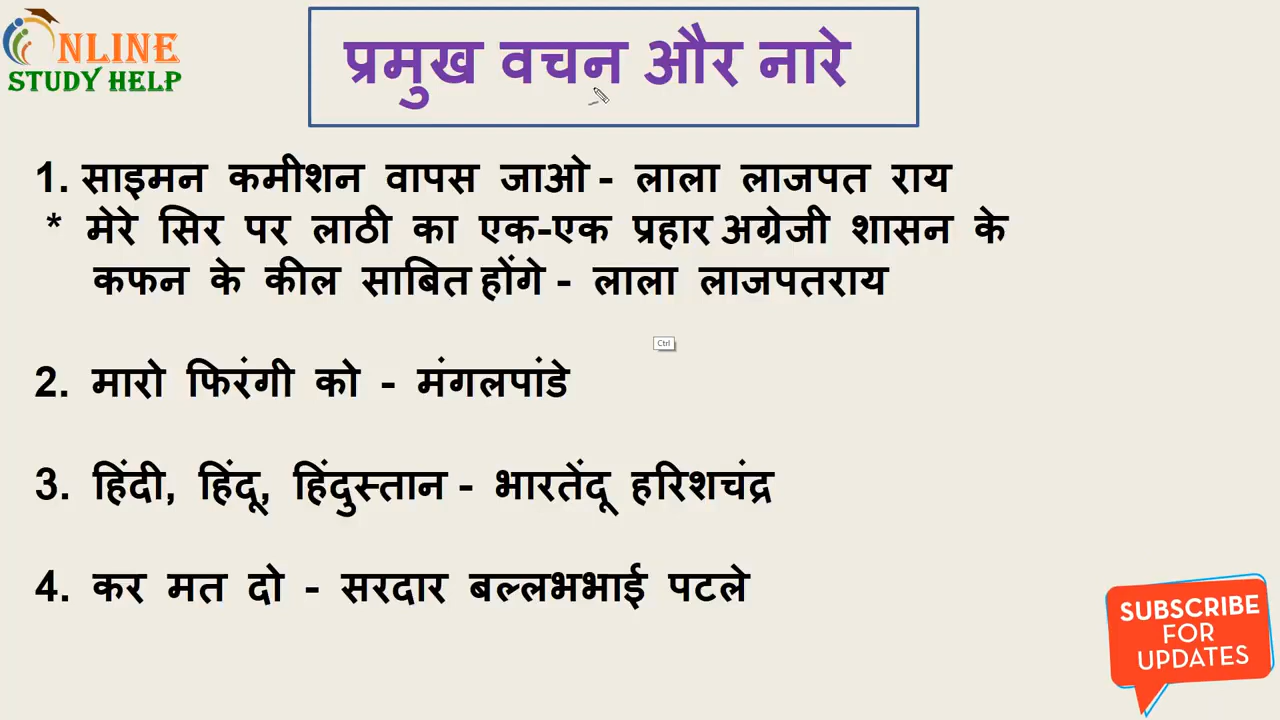 ONLINE
STUDY HELP
प्रमुख वचन और नारे
1. साइमन कमीशन वापस जाओ - लाला लाजपत राय
* मेरे सिर पर लाठी का एक-एक प्रहार अग्रेजी शासन के
कफन के कील साबित होंगे - लाला लाजपतराय
Ctrl
2. मारो फिरंगी को - मंगलपांडे
3. हिंदी, हिंदू, हिंदुस्तान - भारतेंदू हरिशचंद्र
4. कर मत दो - सरदार बल्लभभाई पटले
SUBSCRIBE
FOR
UPDATES